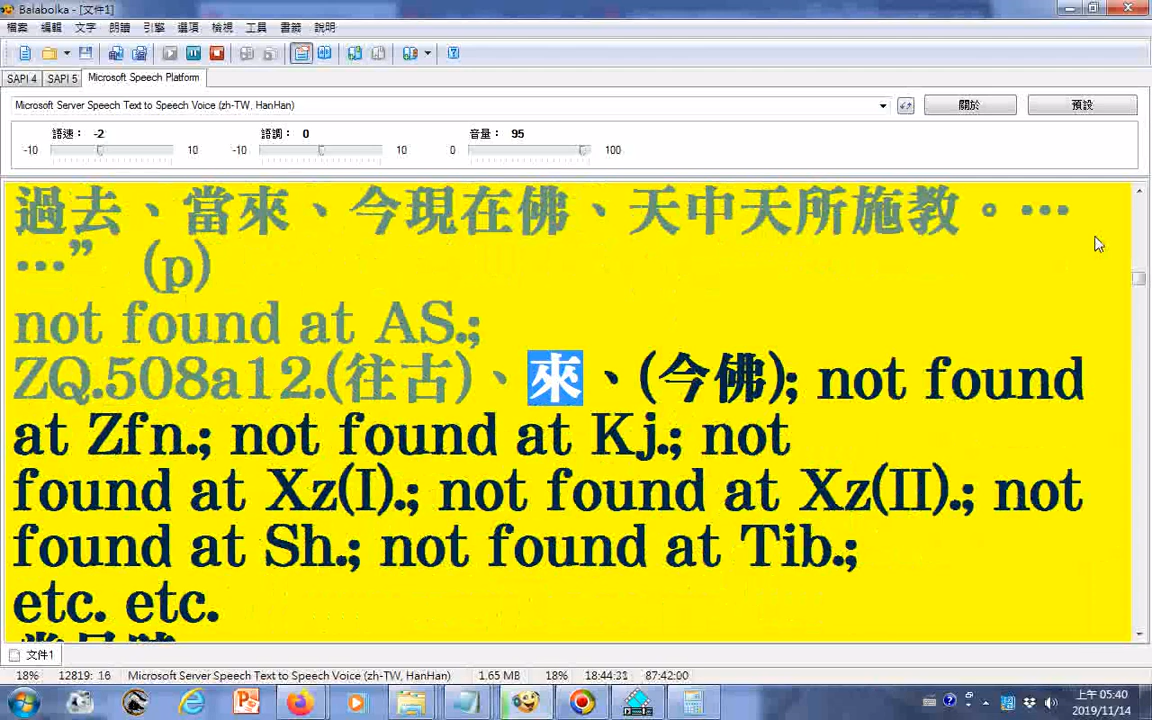 Balabolka - [文件1]
檔案 編輯 文字 朗讀 引擎 選項 檢視 工具 書籤 說明
SAPI 4 SAPI 5 Microsoft Speech Platform
Microsoft Server Speech Text to Speech Voice (zh-TW, HanHan) 關於 預設
語速： -2 語調： 0 音量： 95
-10 10 -10 10 0 100
過去、當來、今現在佛、天中天所施教。…
…” (p)
not found at AS.;
ZQ.508a12.(往古)、來、(今佛); not found
at Zfn.; not found at Kj.; not
found at Xz(I).; not found at Xz(II).; not
found at Sh.; not found at Tib.;
etc. etc.
文件1
18% 12819: 16 Microsoft Server Speech Text to Speech Voice (zh-TW, HanHan) 1.65 MB 18% 18:44:31 87:42:00
上午 05:40
2019/11/14